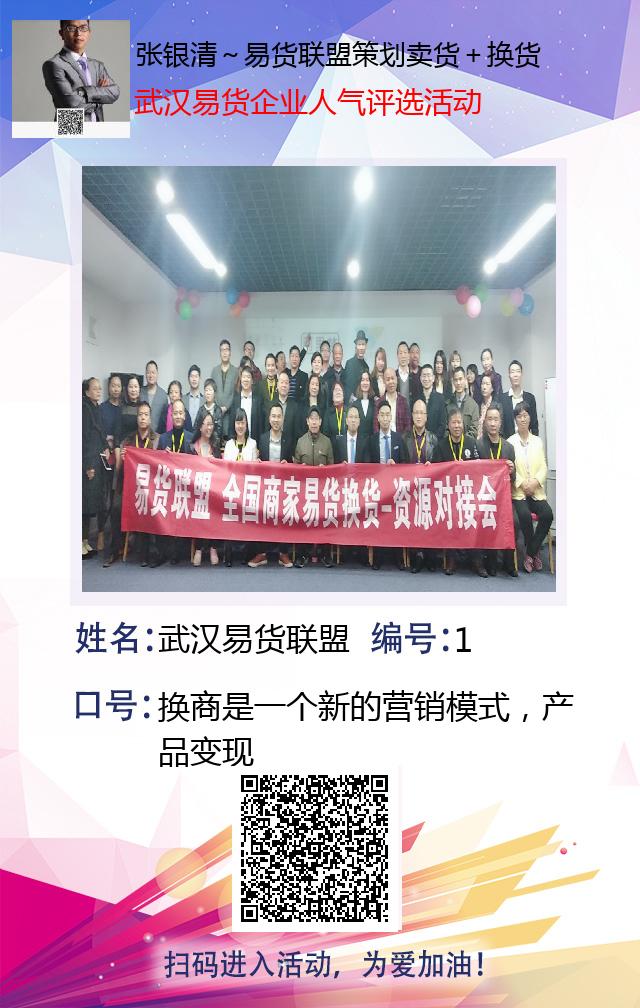 张银清～易货联盟策划卖货＋换货
武汉易货企业人气评选活动
易货联盟 全国商家易货换货-资源对接会
姓名:武汉易货联盟 编号:1
口号:换商是一个新的营销模式，产
品变现
扫码进入活动，为爱加油!